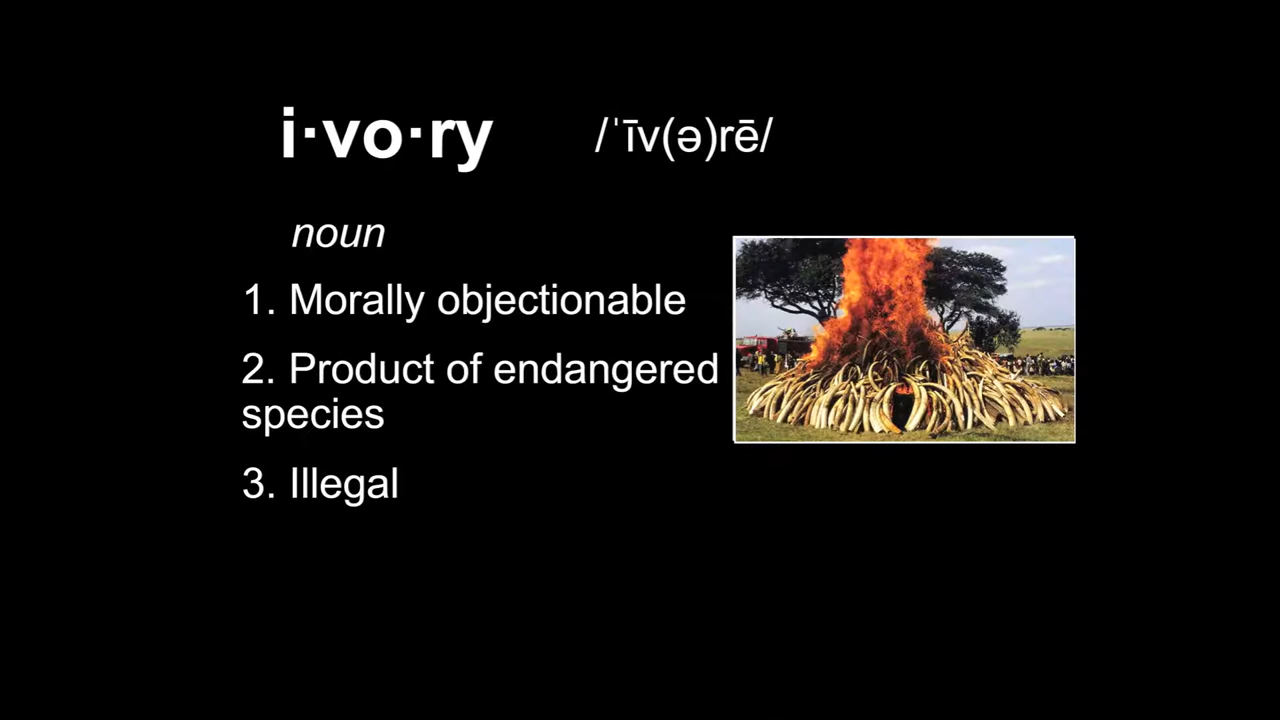 i·vo·ry /ˈīv(ə)rē/
noun
1. Morally objectionable
2. Product of endangered
species
3. Illegal